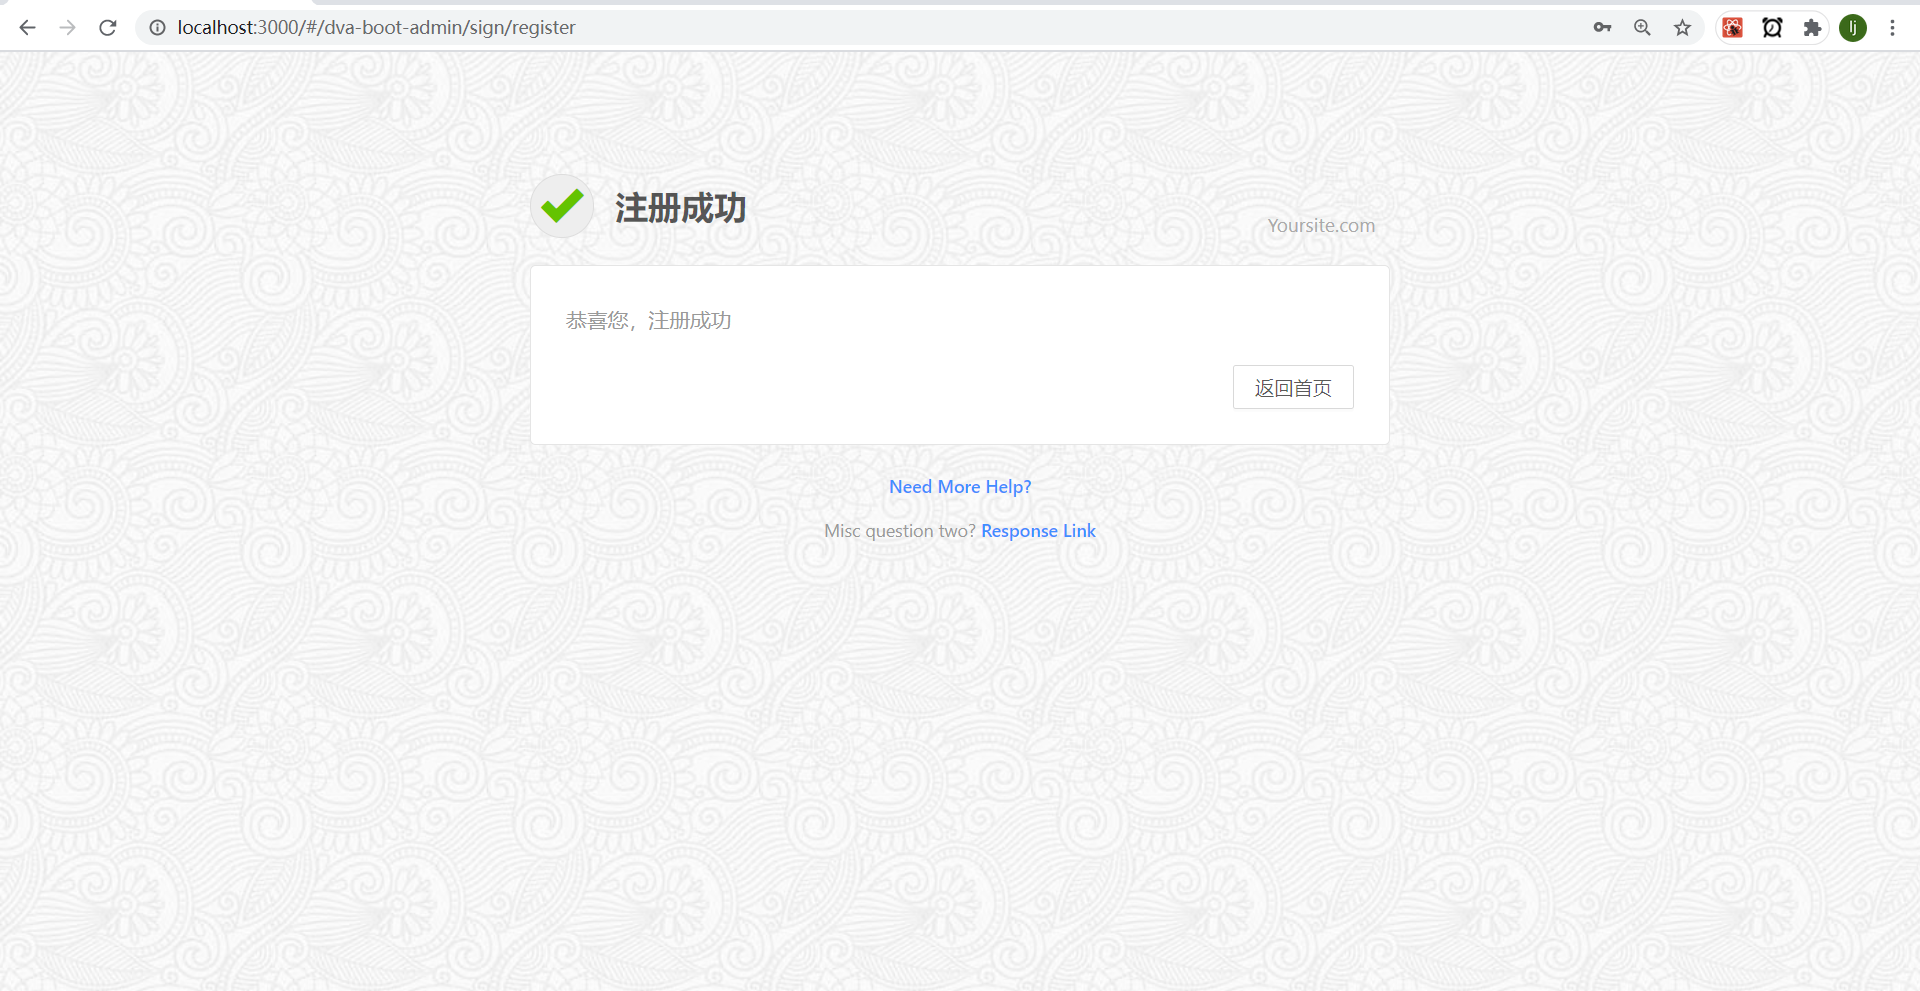 localhost:3000/#/dva-boot-admin/sign/register
lj
注册成功
Yoursite.com
恭喜您，注册成功
返回首页
Need More Help?
Misc question two? Response Link